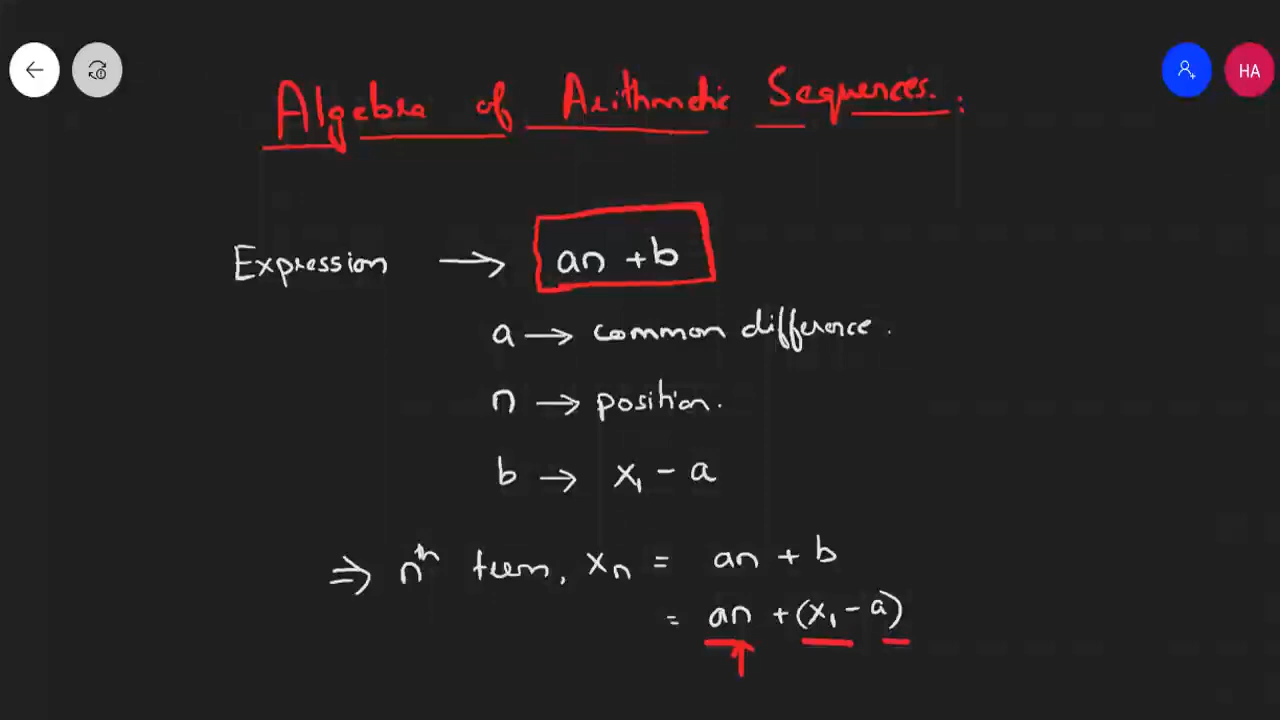 HA
Algebra of Arithmetic Sequences.:
Expression → an + b
a → common difference.
n → position.
b → x₁ - a
⇒ nᵗʰ term, xₙ = an + b
= an + (x₁ - a)